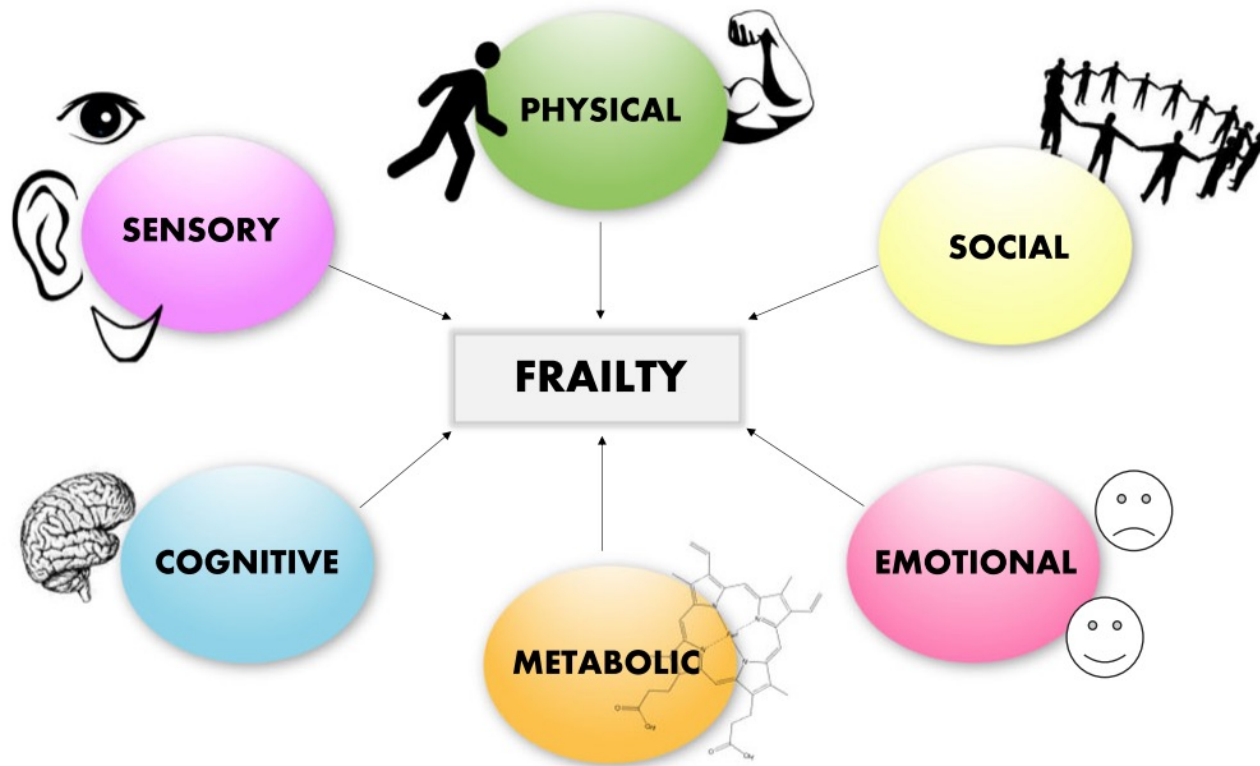 PHYSICAL
SENSORY
SOCIAL
FRAILTY
COGNITIVE
EMOTIONAL
METABOLIC